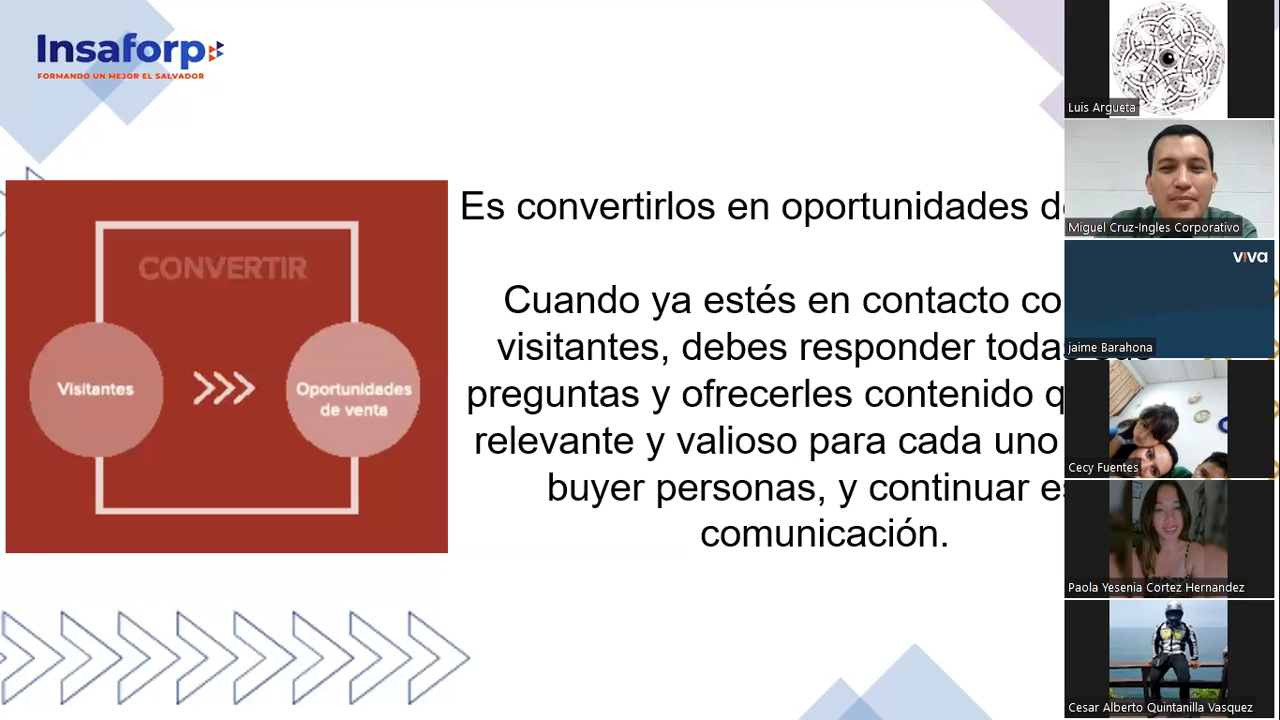 Insaforp
FORMANDO UN MEJOR EL SALVADOR
CONVERTIR
Visitantes
Oportunidades
de venta
Es convertirlos en oportunidades
Cuando ya estés en contacto
visitantes, debes responder
preguntas y ofrecerles contenido
relevante y valioso para cada uno
buyer personas, y continuar
comunicación.
Luis Argueta
Miguel Cruz-Ingles Corporativo
viva
jaime Barahona
Cecy Fuentes
Paola Yesenia Cortez Hernandez
Cesar Alberto Quintanilla Vasquez